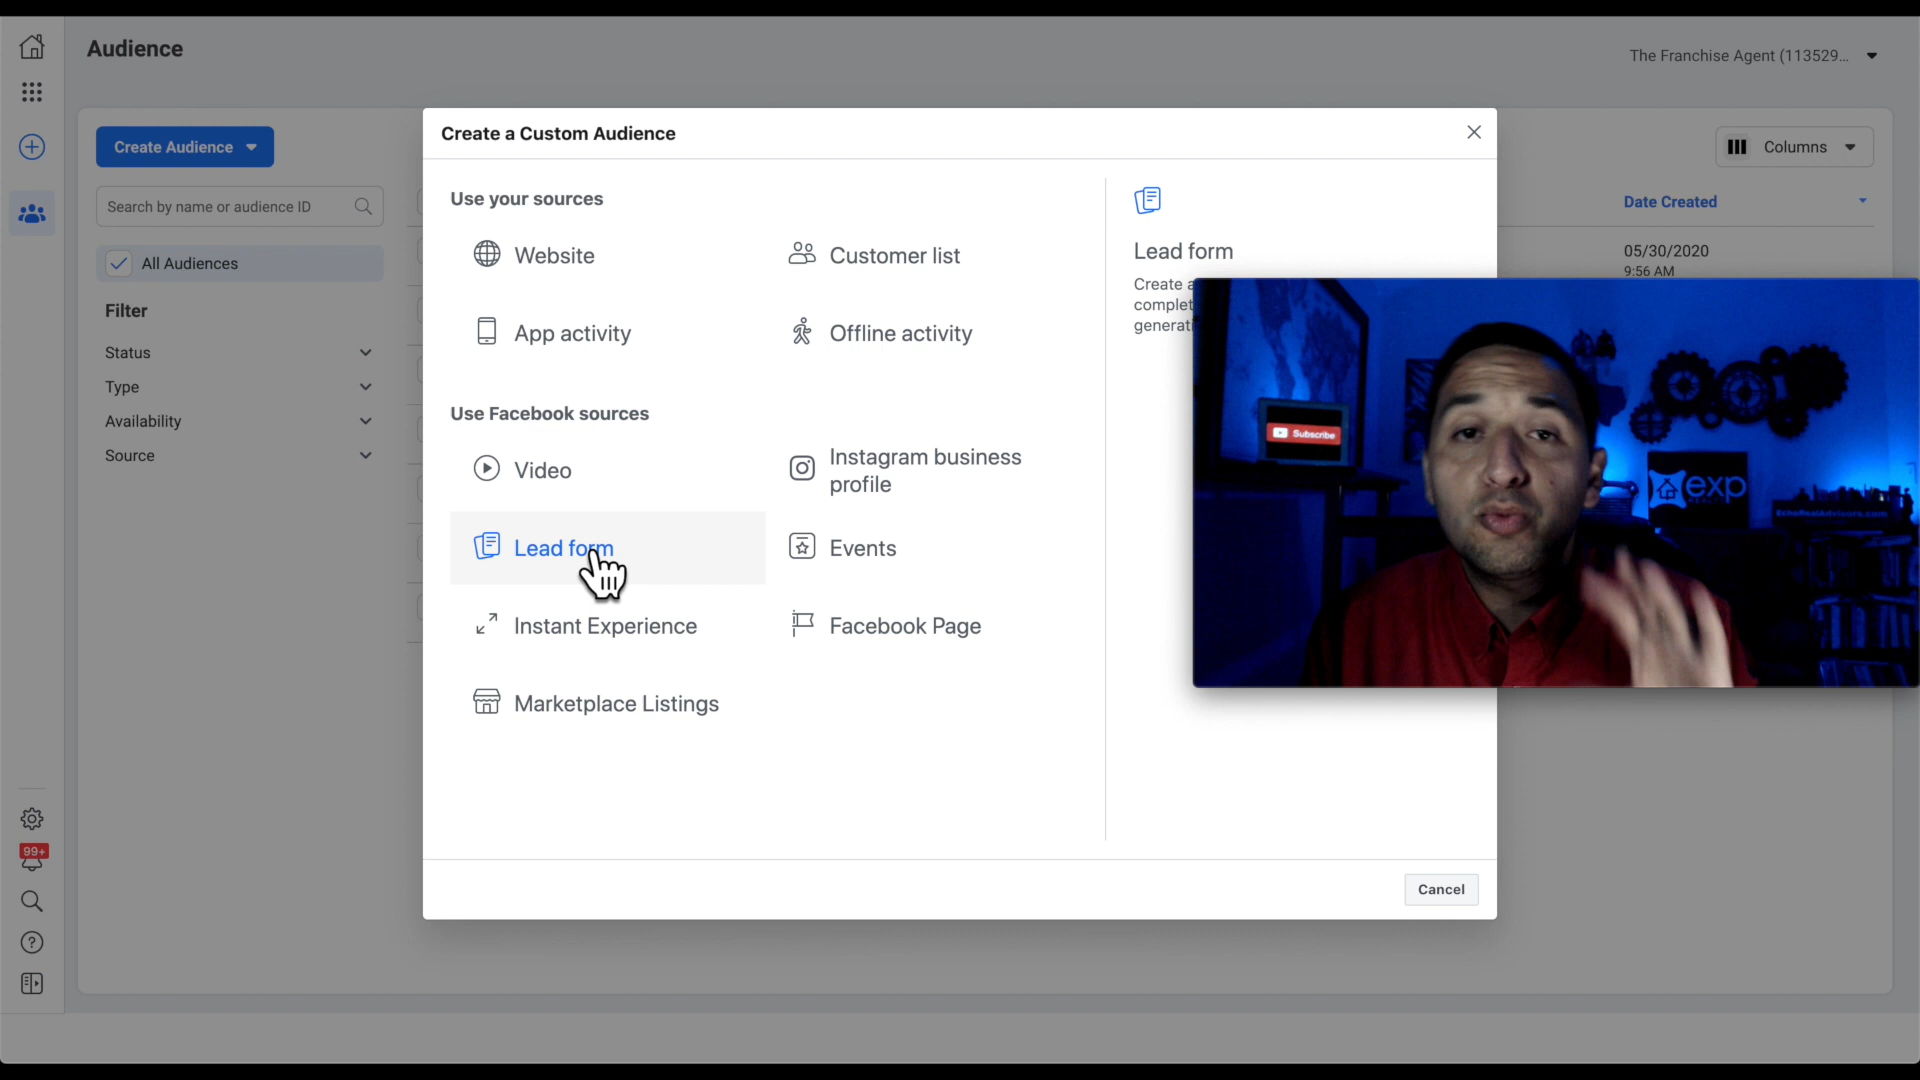 Audience
The Franchise Agent (113529...
Create Audience
Search by name or audience ID
All Audiences
Filter
Status
Type
Availability
Source
99+
Create a Custom Audience
Use your sources
Website
Customer list
App activity
Offline activity
Use Facebook sources
Video
Instagram business
profile
Lead form
Events
Instant Experience
Facebook Page
Marketplace Listings
Lead form
Create a
complet
generati
Cancel
Columns
Date Created
05/30/2020
9:56 AM
Subscribe
exp